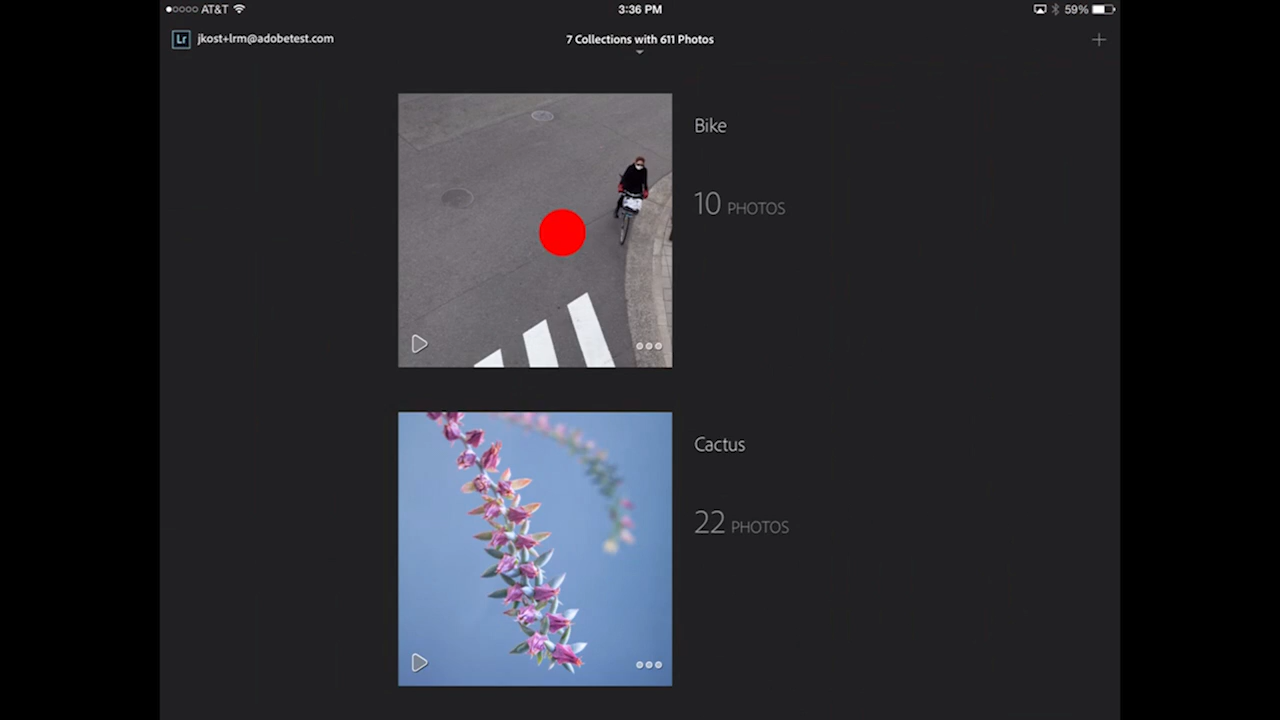 AT&T 3:36 PM 59%
Lr jkost+lrm@adobetest.com 7 Collections with 611 Photos
Bike
10 PHOTOS
Cactus
22 PHOTOS